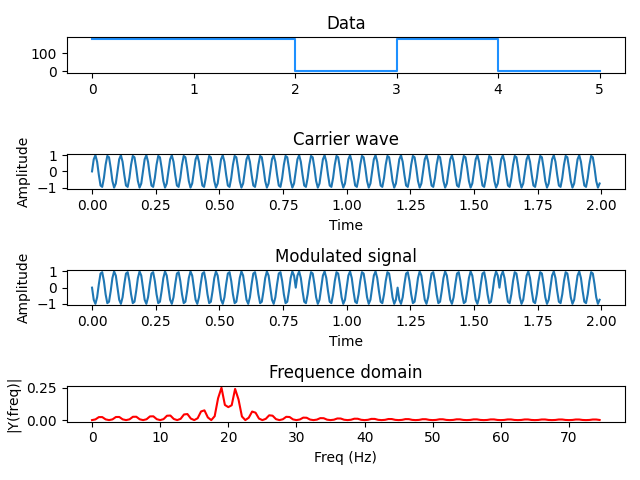 Data
100
0
0 1 2 3 4 5
Carrier wave
Amplitude
1
0
−1
0.00 0.25 0.50 0.75 1.00 1.25 1.50 1.75 2.00
Time
Modulated signal
Amplitude
1
0
−1
0.00 0.25 0.50 0.75 1.00 1.25 1.50 1.75 2.00
Time
Frequence domain
|Y(freq)|
0.25
0.00
0 10 20 30 40 50 60 70
Freq (Hz)